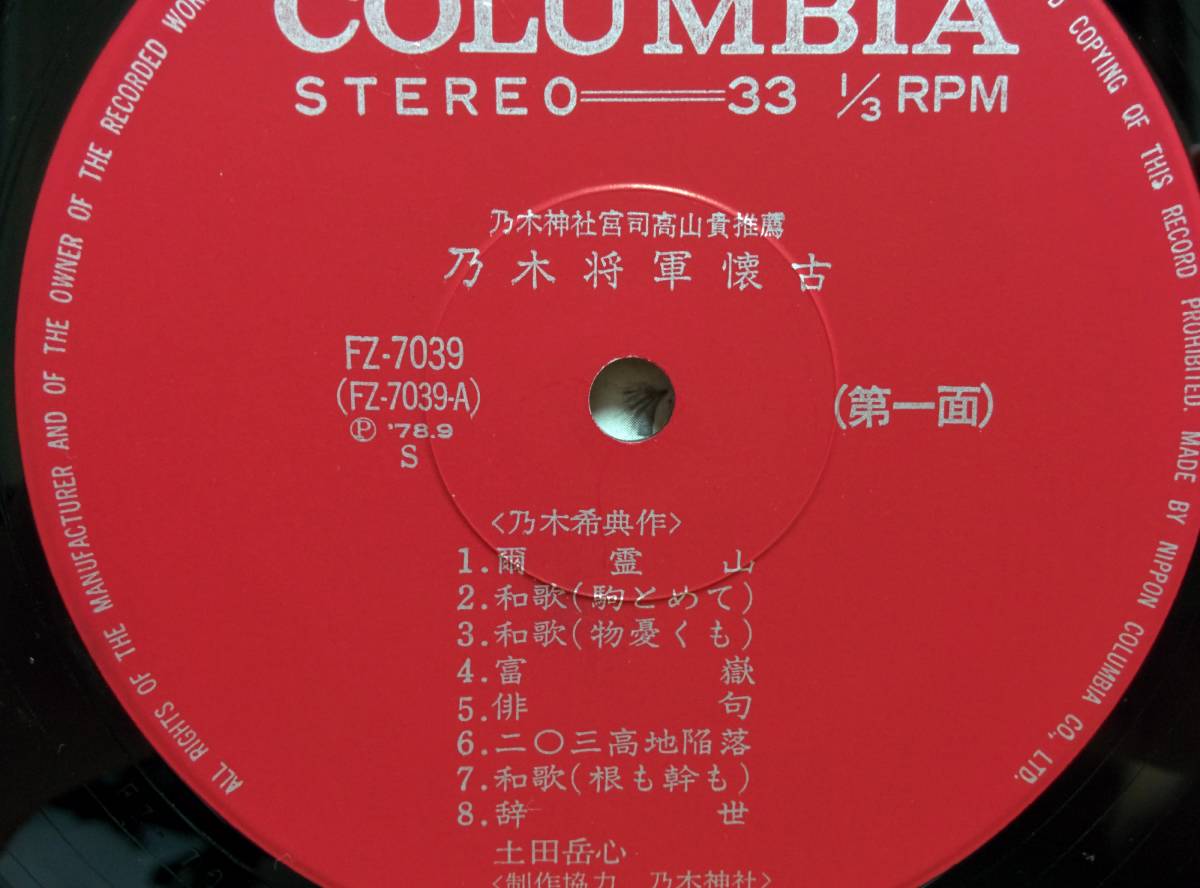 COLUMBIA
STEREO 33 1/3 RPM
乃木神社宮司高山貴推薦
乃木将軍懐古
FZ-7039
(FZ-7039-A)
Ⓟ '78.9
S
(第一面)
<乃木希典作>
1.爾霊山
2.和歌(駒とめて)
3.和歌(物憂くも)
4.富嶽
5.俳句
6.二〇三高地陥落
7.和歌(根も幹も)
8.辞世
土田岳心
<制作協力 乃木神社>
ALL RIGHTS OF THE MANUFACTURER AND OF THE OWNER OF THE RECORDED WOR
COPYING OF THIS RECORD PROHIBITED. MADE BY NIPPON COLUMBIA CO., LTD.